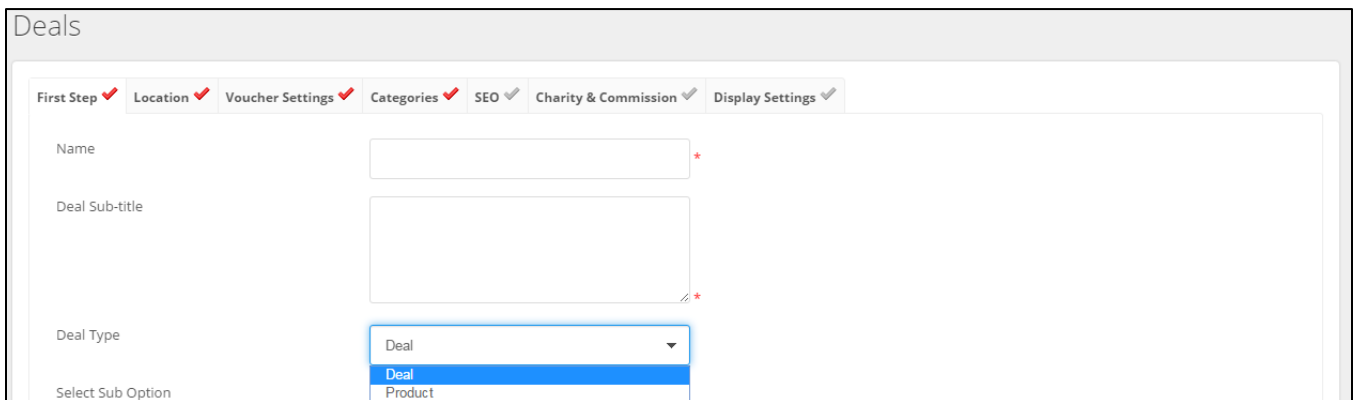 Deals
First Step Location Voucher Settings Categories SEO Charity & Commission Display Settings
Name
*
Deal Sub-title
*
Deal Type
Deal
Deal
Select Sub Option
Product